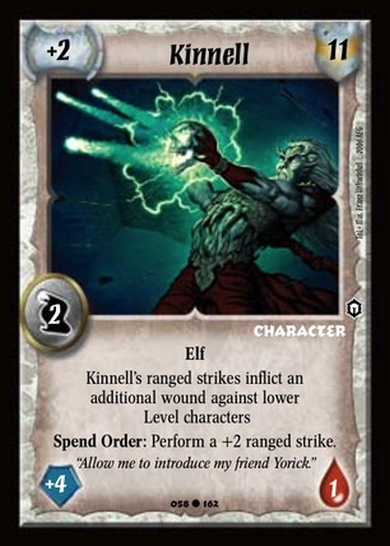 +2
Kinnell
11
2
CHARACTER
Elf
Kinnell's ranged strikes inflict an
additional wound against lower
Level characters
Spend Order: Perform a +2 ranged strike.
"Allow me to introduce my friend Yorick."
+4
058 ● 162
1